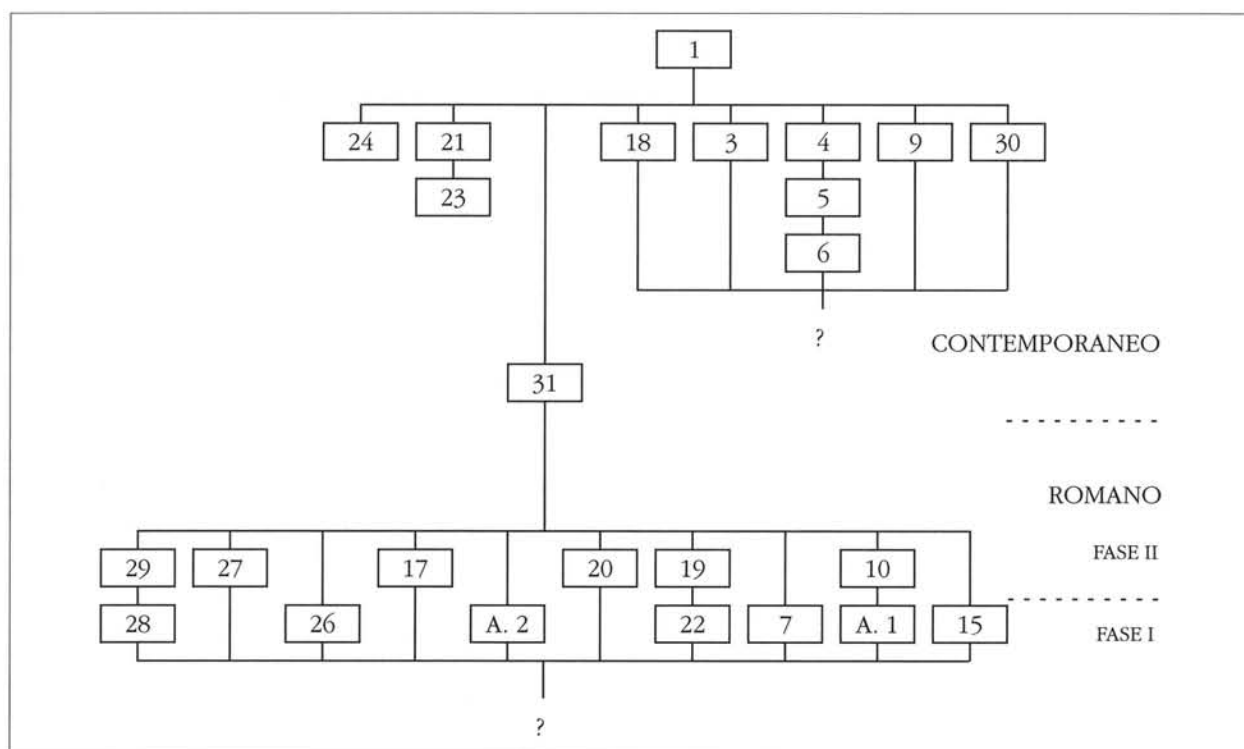 1
24 21 18 3 4 9 30
23 5
6
?
CONTEMPORANEO
31
ROMANO
FASE II
29 27 17 20 19 10
28 26 A. 2 22 7 A. 1 15
FASE I
?